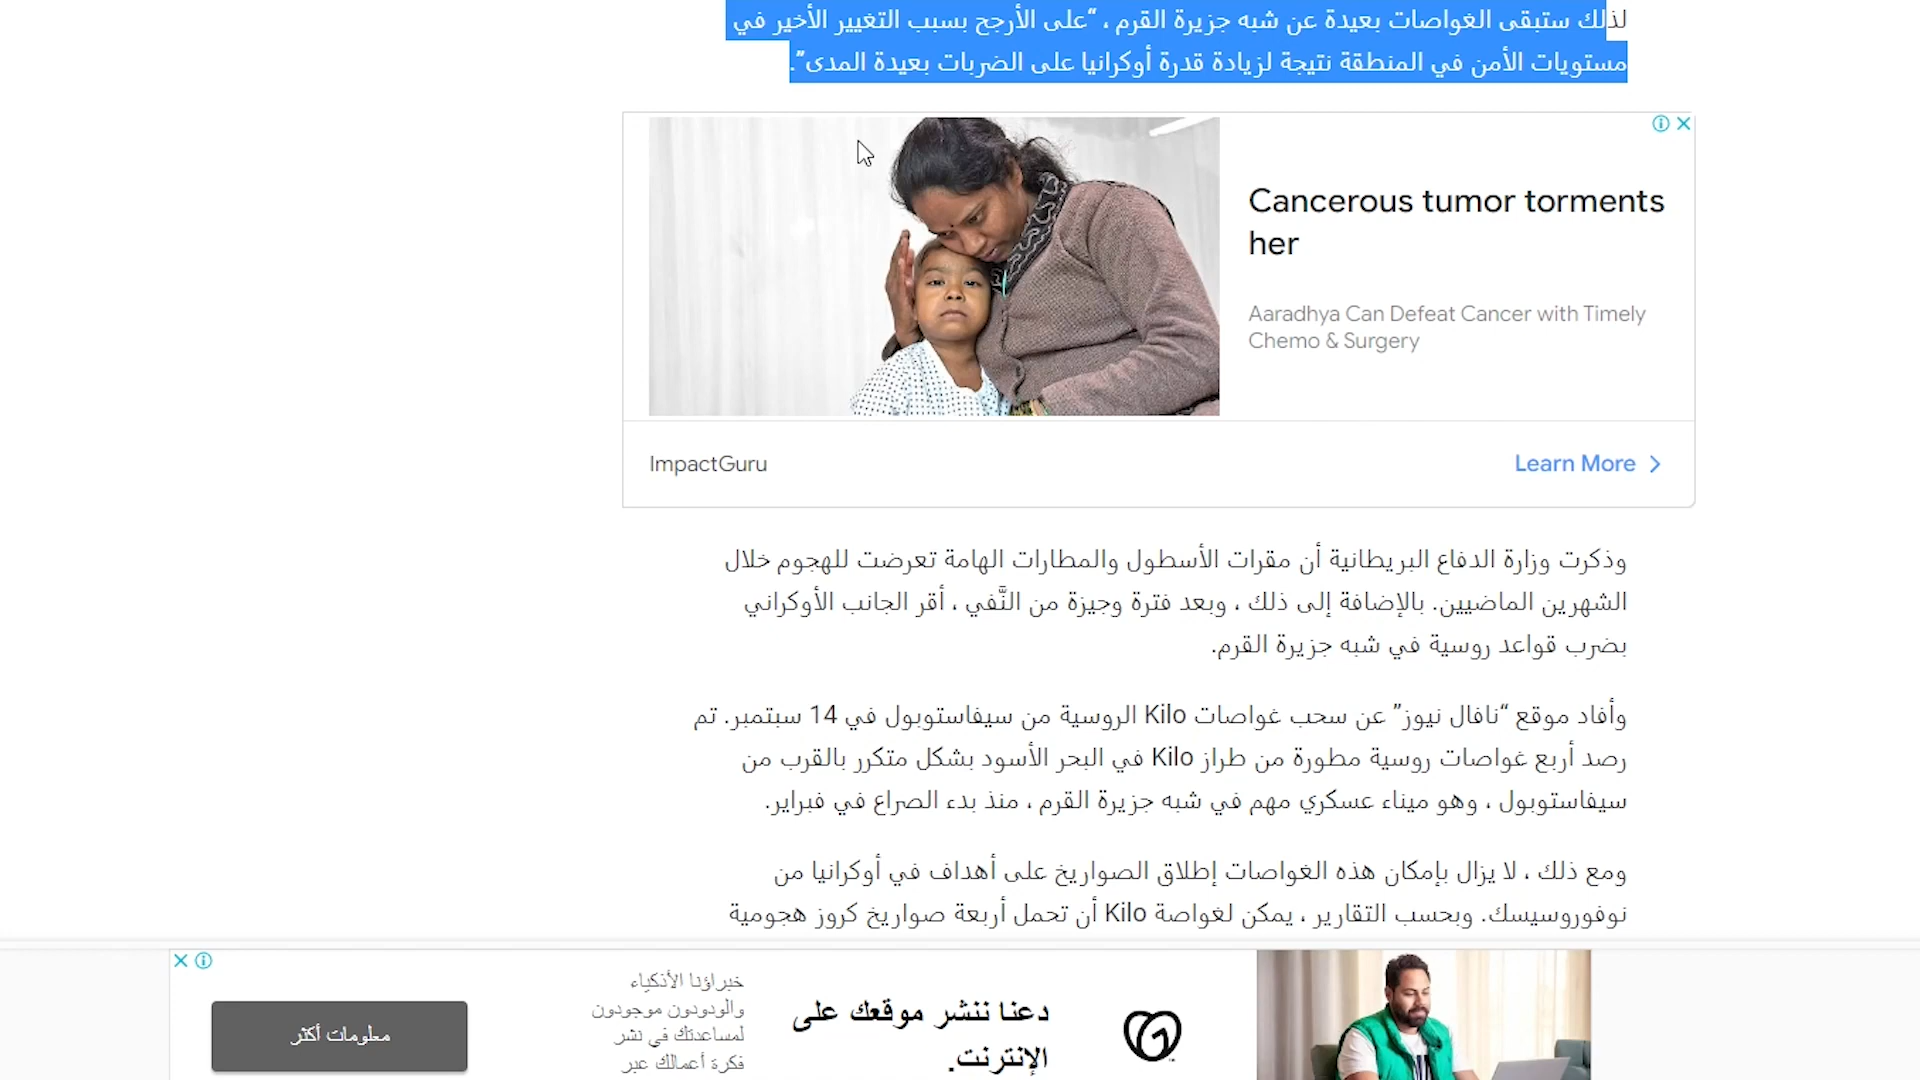 لذلك ستبقى الغواصات بعيدة عن شبه جزيرة القرم ، “على الأرجح بسبب التغيير الأخير في
مستويات الأمن في المنطقة نتيجة لزيادة قدرة أوكرانيا على الضربات بعيدة المدى”.
Cancerous tumor torments
her
Aaradhya Can Defeat Cancer with Timely
Chemo & Surgery
ImpactGuru
Learn More
وذكرت وزارة الدفاع البريطانية أن مقرات الأسطول والمطارات الهامة تعرضت للهجوم خلال
الشهرين الماضيين. بالإضافة إلى ذلك ، وبعد فترة وجيزة من النَّفي ، أقر الجانب الأوكراني
بضرب قواعد روسية في شبه جزيرة القرم.
وأفاد موقع “نافال نيوز” عن سحب غواصات Kilo الروسية من سيفاستوبول في 14 سبتمبر. تم
رصد أربع غواصات روسية مطورة من طراز Kilo في البحر الأسود بشكل متكرر بالقرب من
سيفاستوبول ، وهو ميناء عسكري مهم في شبه جزيرة القرم ، منذ بدء الصراع في فبراير.
ومع ذلك ، لا يزال بإمكان هذه الغواصات إطلاق الصواريخ على أهداف في أوكرانيا من
نوفوروسيسك. وبحسب التقارير ، يمكن لغواصة Kilo أن تحمل أربعة صواريخ كروز هجومية
دعنا ننشر موقعك على
الإنترنت.
خبراؤنا الأذكياء
والودودون موجودون
لمساعدتك في نشر
فكرة أعمالك عبر
معلومات أكثر